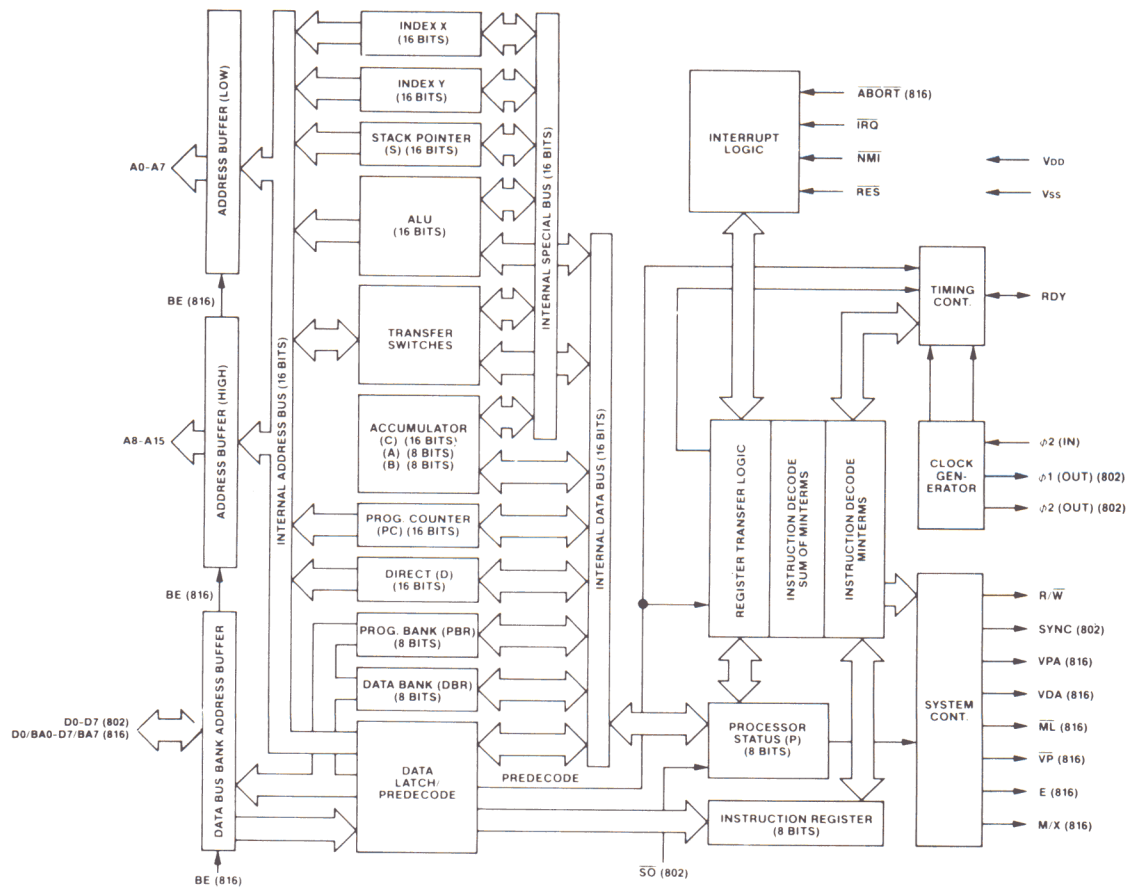 INDEX X
(16 BITS)
INDEX Y
(16 BITS)
STACK POINTER
(S) (16 BITS)
ALU
(16 BITS)
TRANSFER
SWITCHES
ACCUMULATOR
(C) (16 BITS)
(A) (8 BITS)
(B) (8 BITS)
PROG. COUNTER
(PC) (16 BITS)
DIRECT (D)
(16 BITS)
PROG. BANK (PBR)
(8 BITS)
DATA BANK (DBR)
(8 BITS)
DATA
LATCH/
PREDECODE
PREDECODE
ADDRESS BUFFER (LOW)
A0-A7
BE (816)
ADDRESS BUFFER (HIGH)
A8-A15
BE (816)
DATA BUS BANK ADDRESS BUFFER
D0-D7 (802)
D0/BA0-D7/BA7 (816)
BE (816)
INTERNAL ADDRESS BUS (16 BITS)
INTERNAL SPECIAL BUS (16 BITS)
INTERNAL DATA BUS (16 BITS)
INTERRUPT
LOGIC
A̅B̅O̅R̅T̅ (816)
I̅R̅Q̅
N̅M̅I̅
R̅E̅S̅
VDD
VSS
TIMING
CONT.
RDY
CLOCK
GEN-
ERATOR
φ2 (IN)
φ1 (OUT) (802)
φ2 (OUT) (802)
REGISTER TRANSFER LOGIC
INSTRUCTION DECODE
SUM OF MINTERMS
INSTRUCTION DECODE
MINTERMS
PROCESSOR
STATUS (P)
(8 BITS)
INSTRUCTION REGISTER
(8 BITS)
S̅O̅ (802)
SYSTEM
CONT.
R/W̅
SYNC (802)
VPA (816)
VDA (816)
M̅L̅ (816)
V̅P̅ (816)
E (816)
M/X (816)